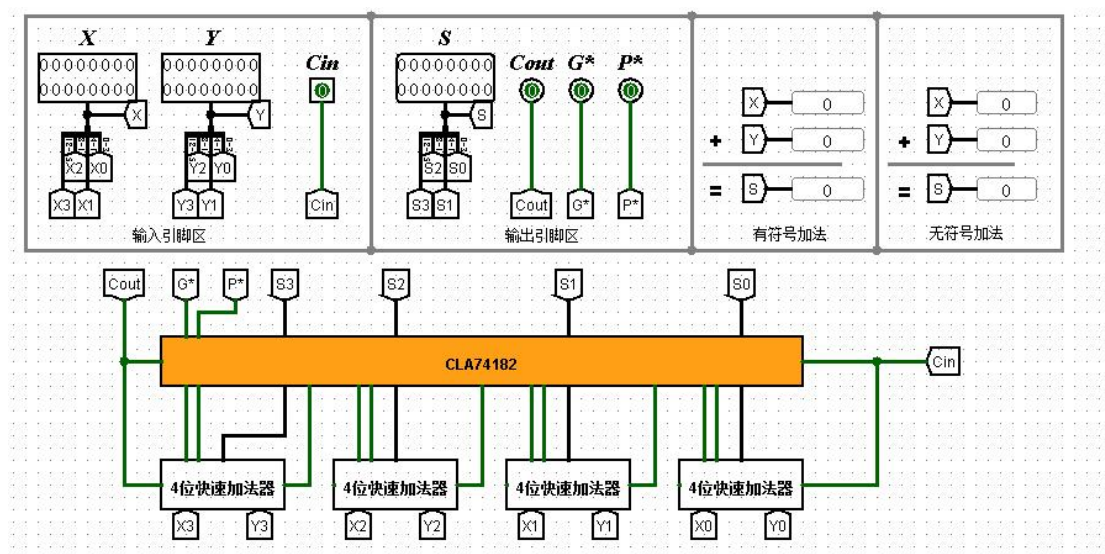 X Y S
Cin Cout G* P*
00000000 00000000 00000000
00000000 00000000 00000000
0 0 0 0
X Y S
X 0 X 0
+ Y 0 + Y 0
= S 0 = S 0
X2 X0 Y2 Y0 S2 S0
X3 X1 Y3 Y1 Cin S3 S1 Cout G* P*
输入引脚区 输出引脚区 有符号加法 无符号加法
Cout G* P* S3 S2 S1 S0
CLA74182 Cin
4位快速加法器 4位快速加法器 4位快速加法器 4位快速加法器
X3 Y3 X2 Y2 X1 Y1 X0 Y0